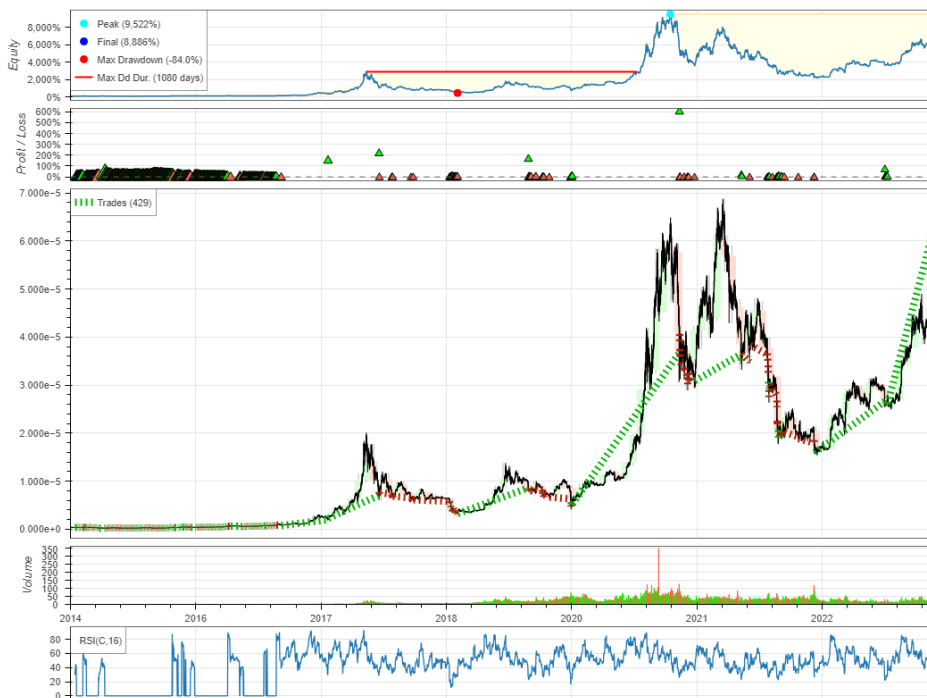 Peak (9,522%)
Final (8,886%)
Max Drawdown (-84.0%)
Max Dd Dur. (1080 days)
Equity
8,000%
6,000%
4,000%
2,000%
0%
Profit / Loss
600%
500%
400%
300%
200%
100%
0%
7.000e-5
Trades (429)
6.000e-5
5.000e-5
4.000e-5
3.000e-5
2.000e-5
1.000e-5
0.000e+0
Volume
350
300
250
200
150
100
50
0
2014 2016 2017 2018 2019 2020 2021 2022
RSI(C,16)
80
60
40
20
0